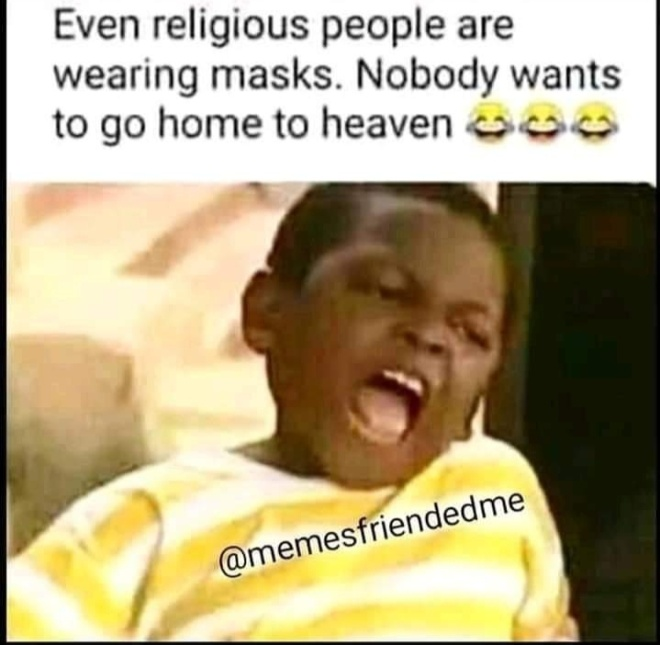 Even religious people are
wearing masks. Nobody wants
to go home to heaven 😂😂😂
@memesfriendedme